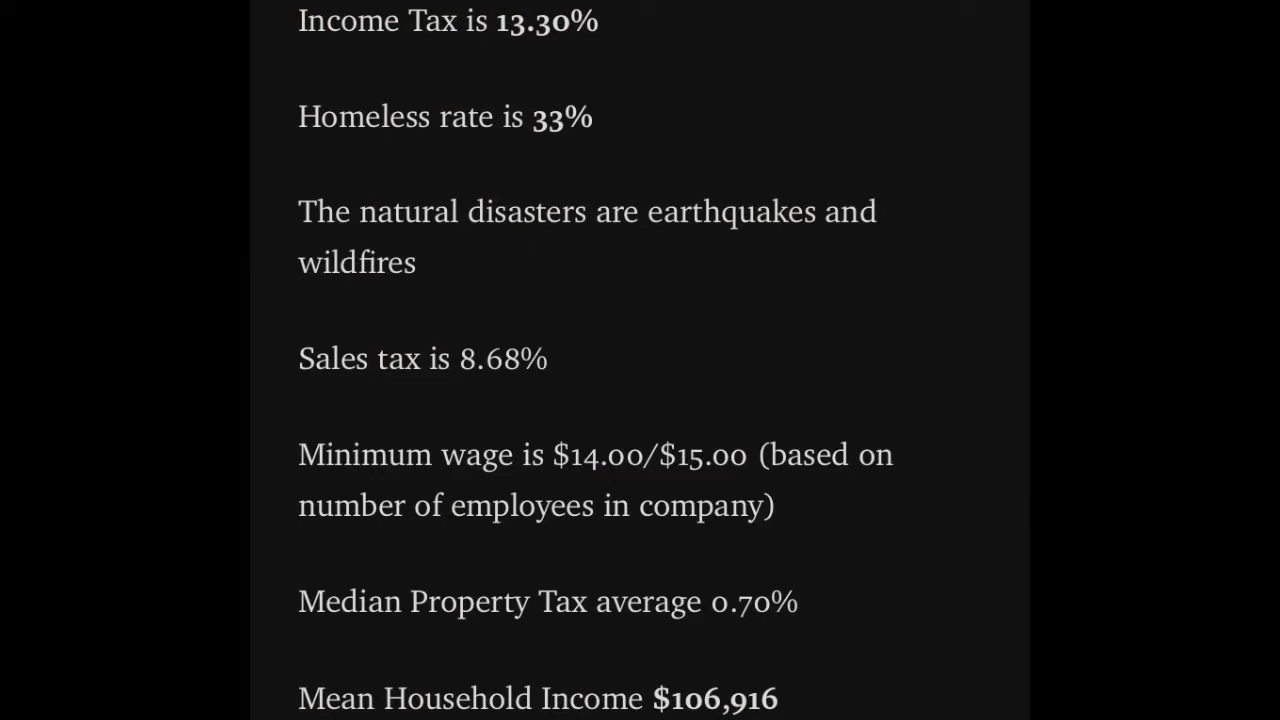 Income Tax is 13.30%
Homeless rate is 33%
The natural disasters are earthquakes and
wildfires
Sales tax is 8.68%
Minimum wage is $14.00/$15.00 (based on
number of employees in company)
Median Property Tax average 0.70%
Mean Household Income $106,916